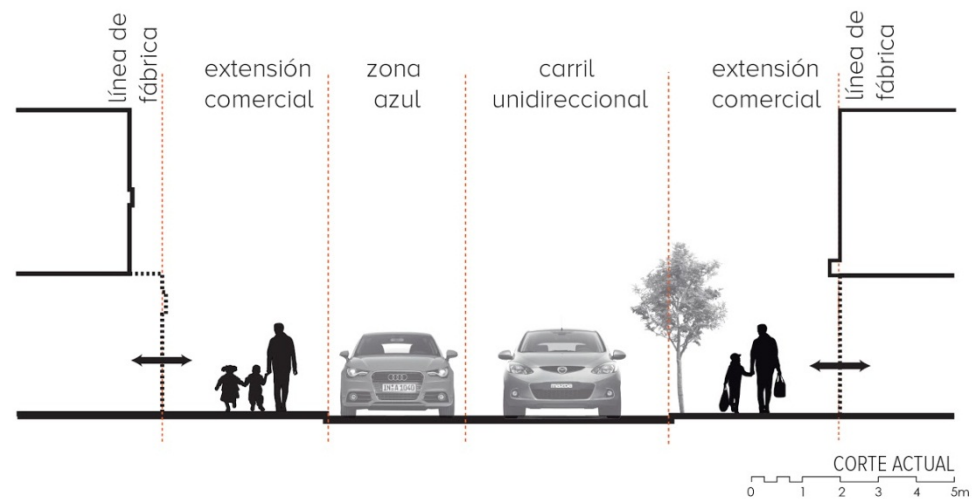 línea de
fábrica
extensión
comercial
zona
azul
carril
unidireccional
extensión
comercial
línea de
fábrica
CORTE ACTUAL
0 1 2 3 4 5m